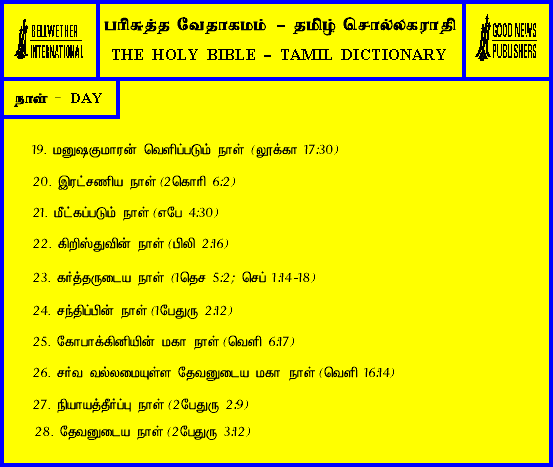 BELLWETHER
INTERNATIONAL
பரிசுத்த வேதாகமம் - தமிழ் சொல்லகராதி
THE HOLY BIBLE - TAMIL DICTIONARY
GOOD NEWS
PUBLISHERS
நாள் - DAY
19. மனுஷகுமாரன் வெளிப்படும் நாள் (லூக்கா 17:30)
20. இரட்சணிய நாள் (2கொரி 6:2)
21. மீட்கப்படும் நாள் (எபே 4:30)
22. கிறிஸ்துவின் நாள் (பிலி 2:16)
23. கர்த்தருடைய நாள் (1தெச 5:2; செப் 1:14-18)
24. சந்திப்பின் நாள் (1பேதுரு 2:12)
25. கோபாக்கினியின் மகா நாள் (வெளி 6:17)
26. சர்வ வல்லமையுள்ள தேவனுடைய மகா நாள் (வெளி 16:14)
27. நியாயத்தீர்ப்பு நாள் (2பேதுரு 2:9)
28. தேவனுடைய நாள் (2பேதுரு 3:12)